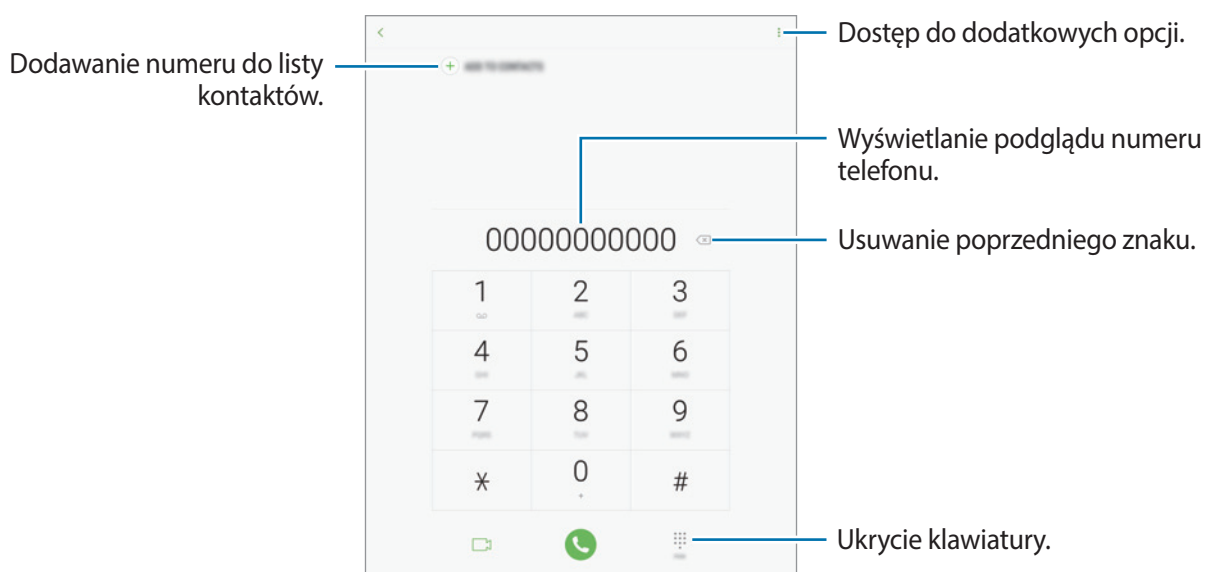 Dostęp do dodatkowych opcji.
Dodawanie numeru do listy
kontaktów.
Wyświetlanie podglądu numeru
telefonu.
00000000000
Usuwanie poprzedniego znaku.
1 2 3
4 5 6
7 8 9
* 0 #
+
Ukrycie klawiatury.